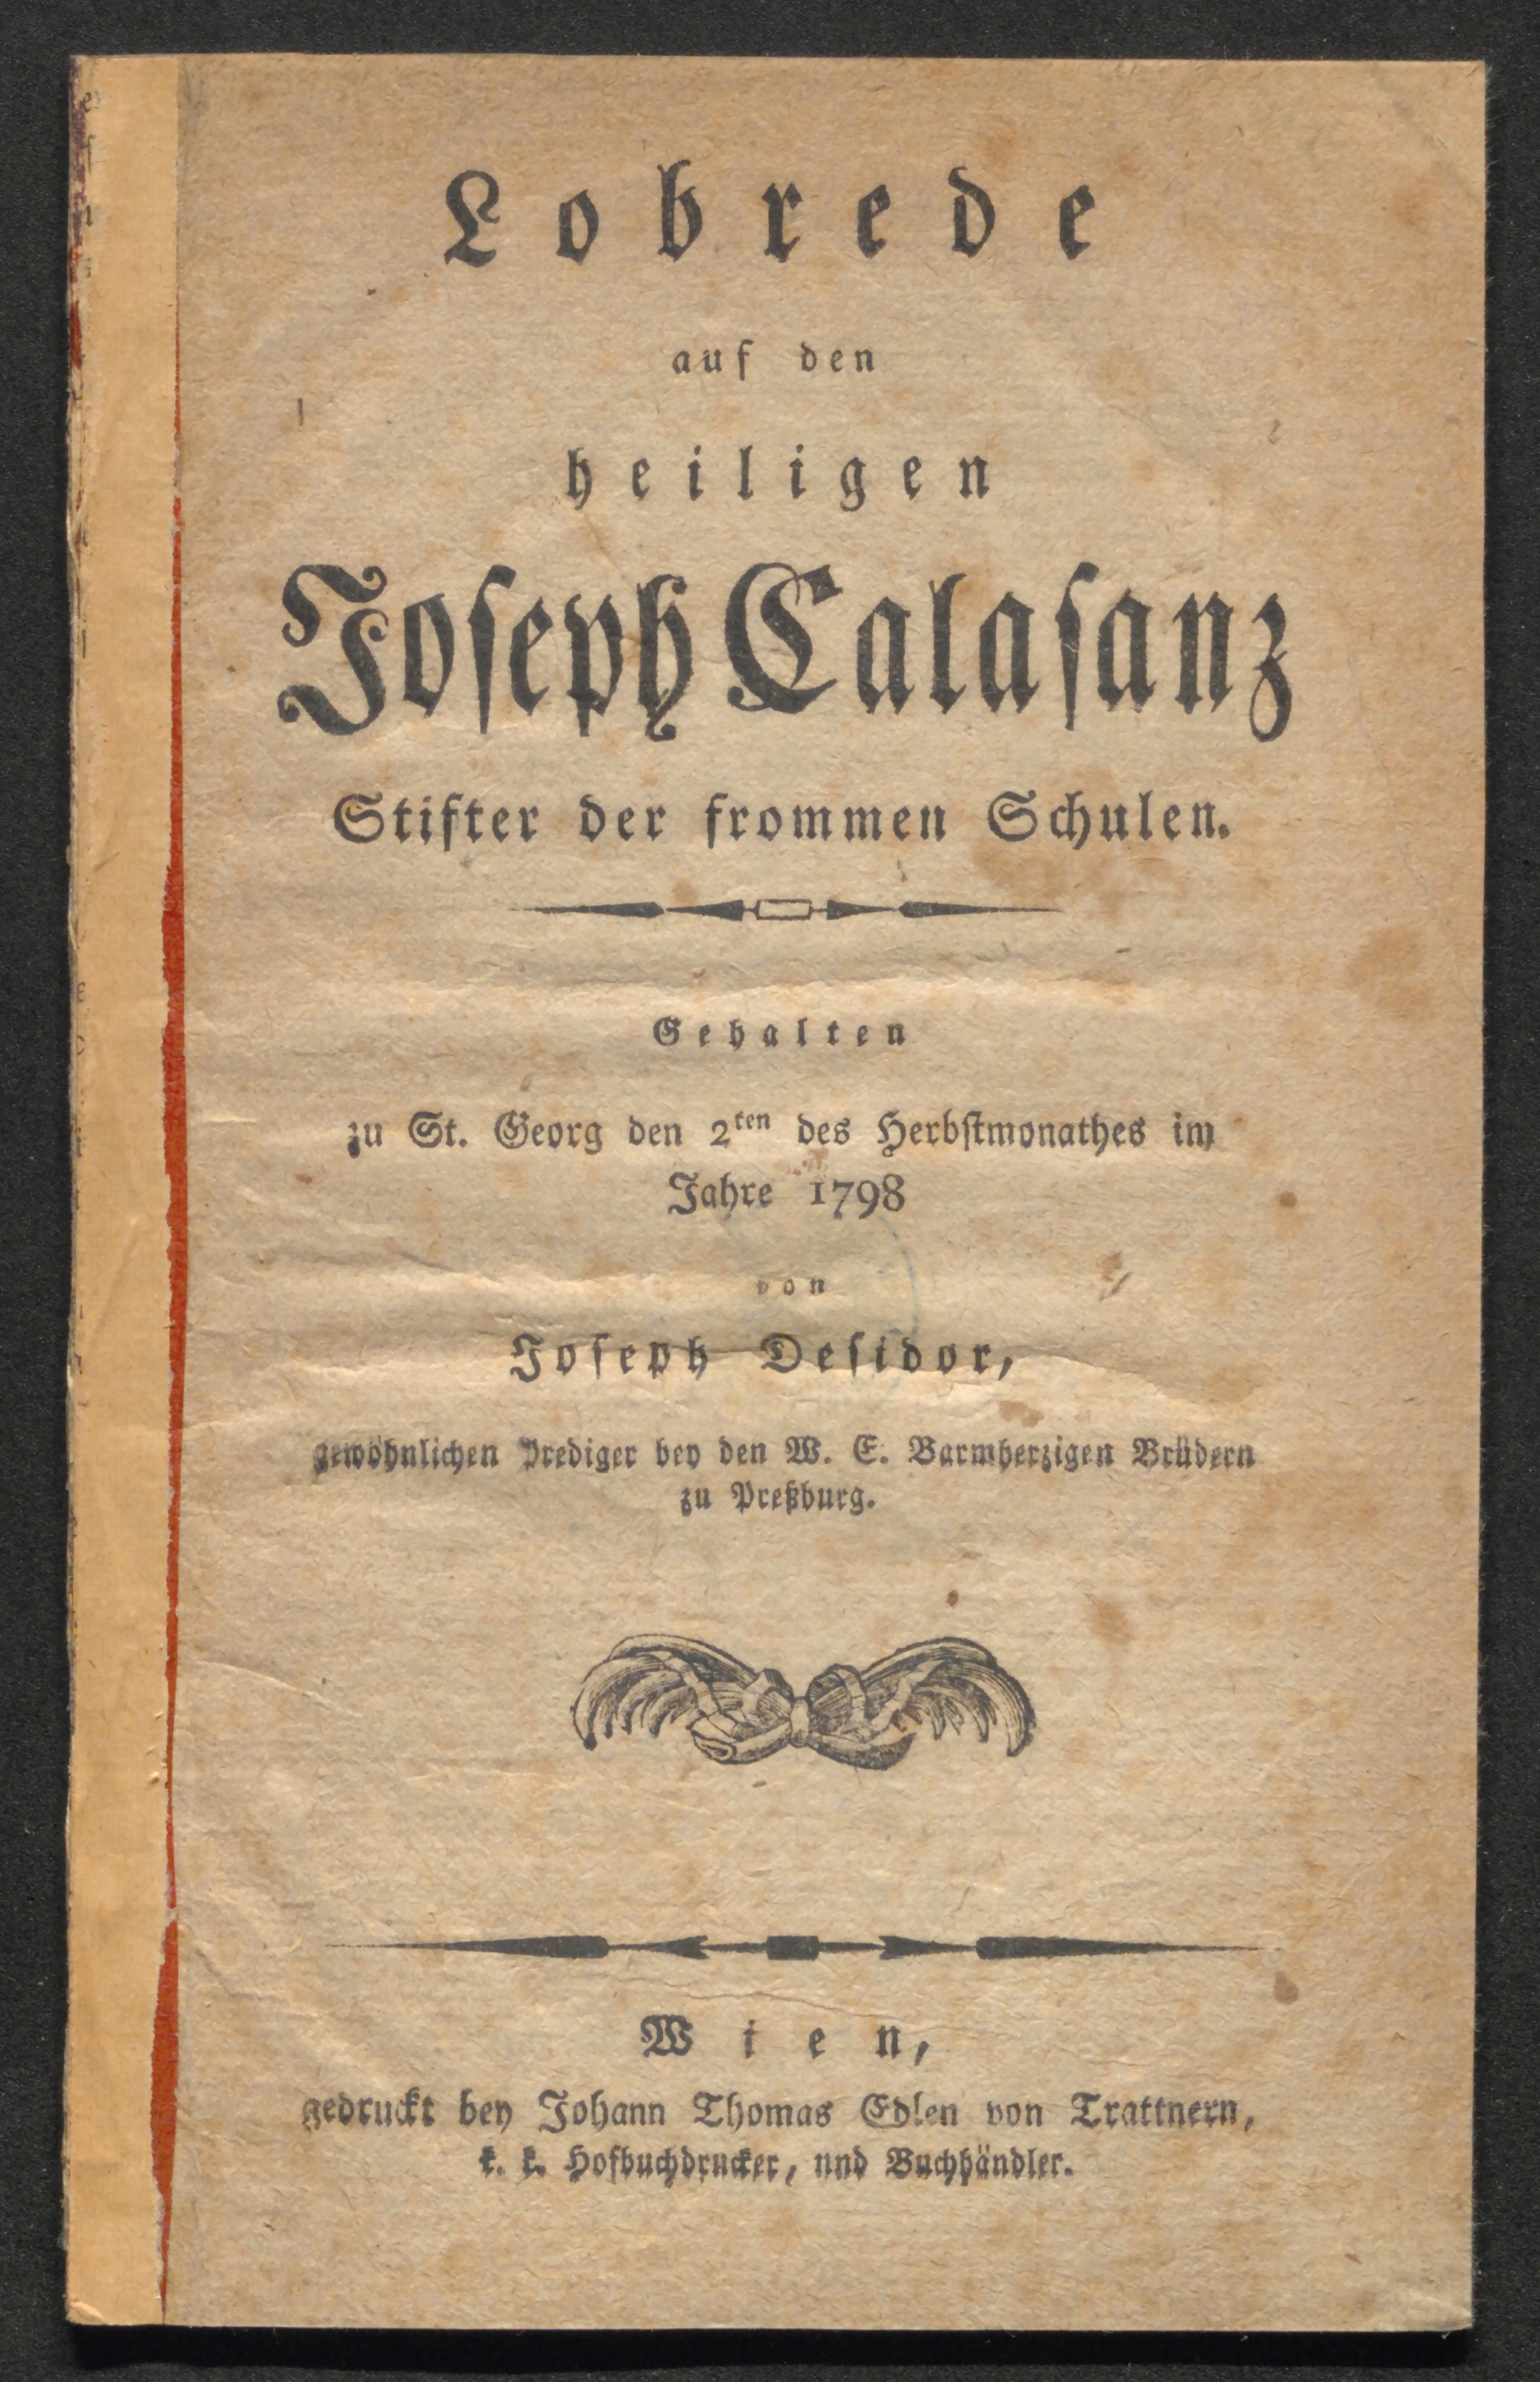 Lobrede
auf den
heiligen
Joseph Calasanz
Stifter der frommen Schulen.
Gehalten
zu St. Georg den 2ten des Herbstmonathes im
Jahre 1798
von
Joseph Desidor,
gewöhnlichen Prediger bey den W. E. Barmherzigen Brüdern
zu Preßburg.
Wien,
gedruckt bey Johann Thomas Edlen von Trattnern,
k. k. Hofbuchdrucker, und Buchhändler.